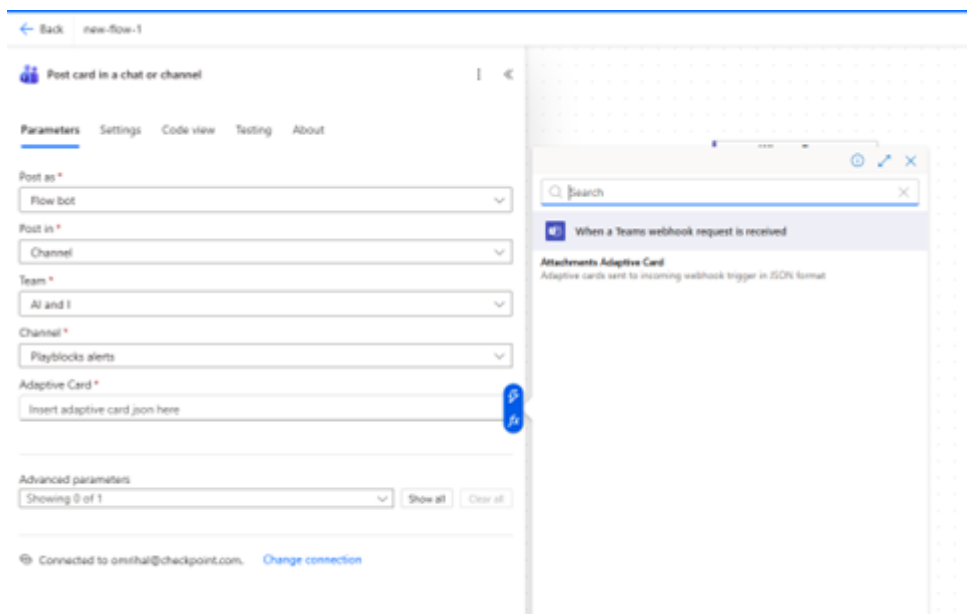 Back new-flow-1
Post card in a chat or channel
Parameters Settings Code view Testing About
Post as *
Flow bot
Post in *
Channel
Team *
AI and I
Channel *
Playblocks alerts
Adaptive Card *
Insert adaptive card json here
fx
Advanced parameters
Showing 0 of 1
Show all Clear all
Connected to omrihal@checkpoint.com. Change connection
Search
When a Teams webhook request is received
Attachments Adaptive Card
Adaptive cards sent to incoming webhook trigger in JSON format